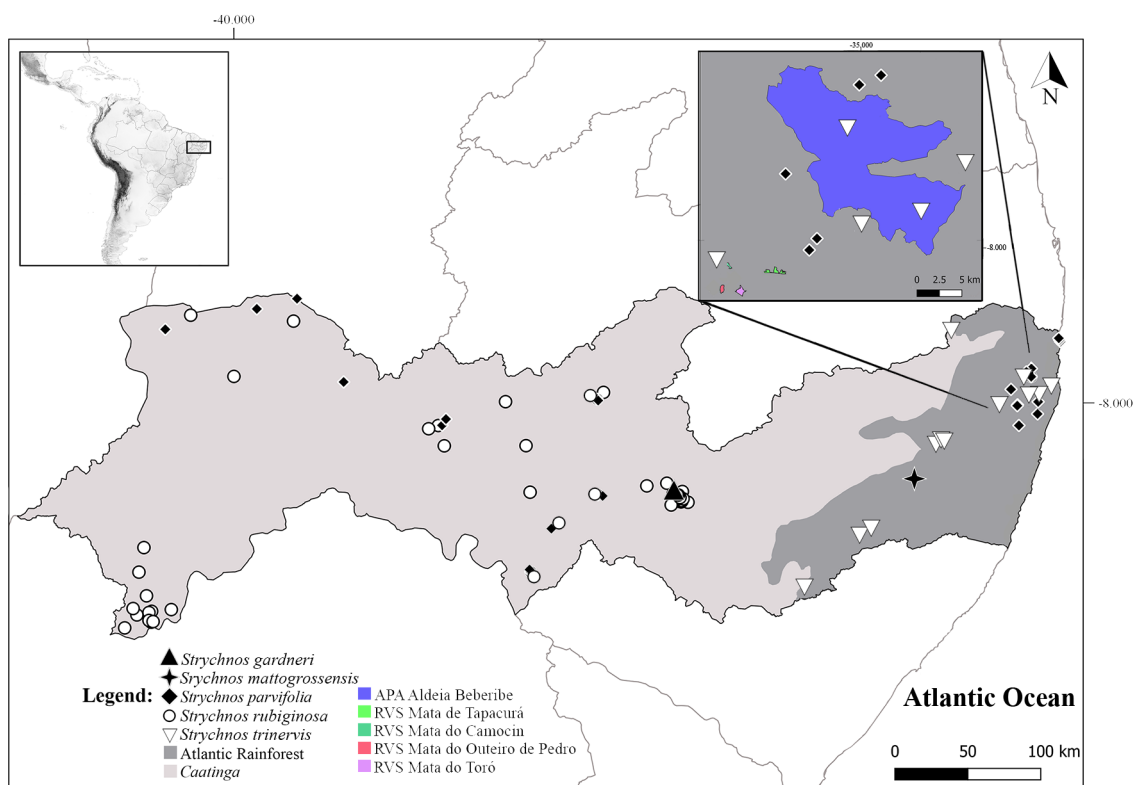 -40.000
-35.000
N
-8.000
0 2.5 5 km
-8.000
Strychnos gardneri
Srychnos mattogrossensis
Legend:
Strychnos parvifolia
Strychnos rubiginosa
Strychnos trinervis
Atlantic Rainforest
Caatinga
APA Aldeia Beberibe
RVS Mata de Tapacurá
RVS Mata do Camocin
RVS Mata do Outeiro de Pedro
RVS Mata do Toró
Atlantic Ocean
0 50 100 km